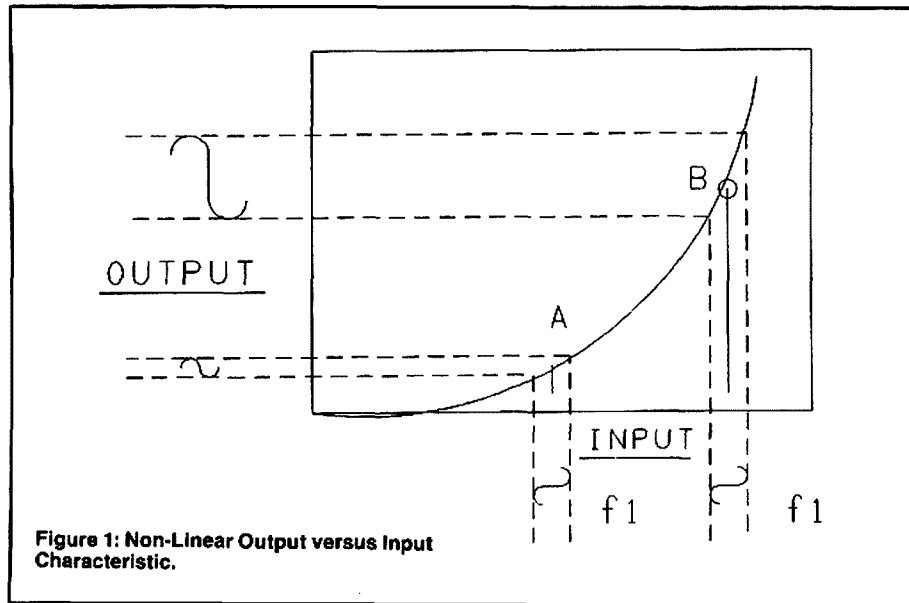 B
OUTPUT
A
INPUT
f1
f1
Figure 1: Non-Linear Output versus Input
Characteristic.